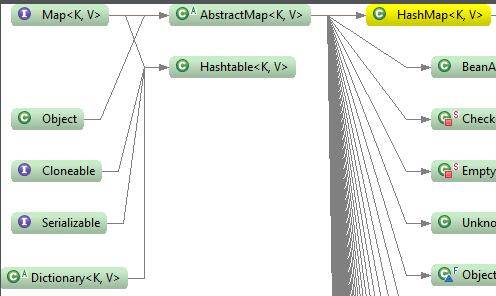 I Map<K, V>
C A AbstractMap<K, V>
C HashMap<K, V>
C Hashtable<K, V>
C BeanA
C Object
C S Check
I Cloneable
C S Empty
I Serializable
C Unkno
C A Dictionary<K, V>
C F Object